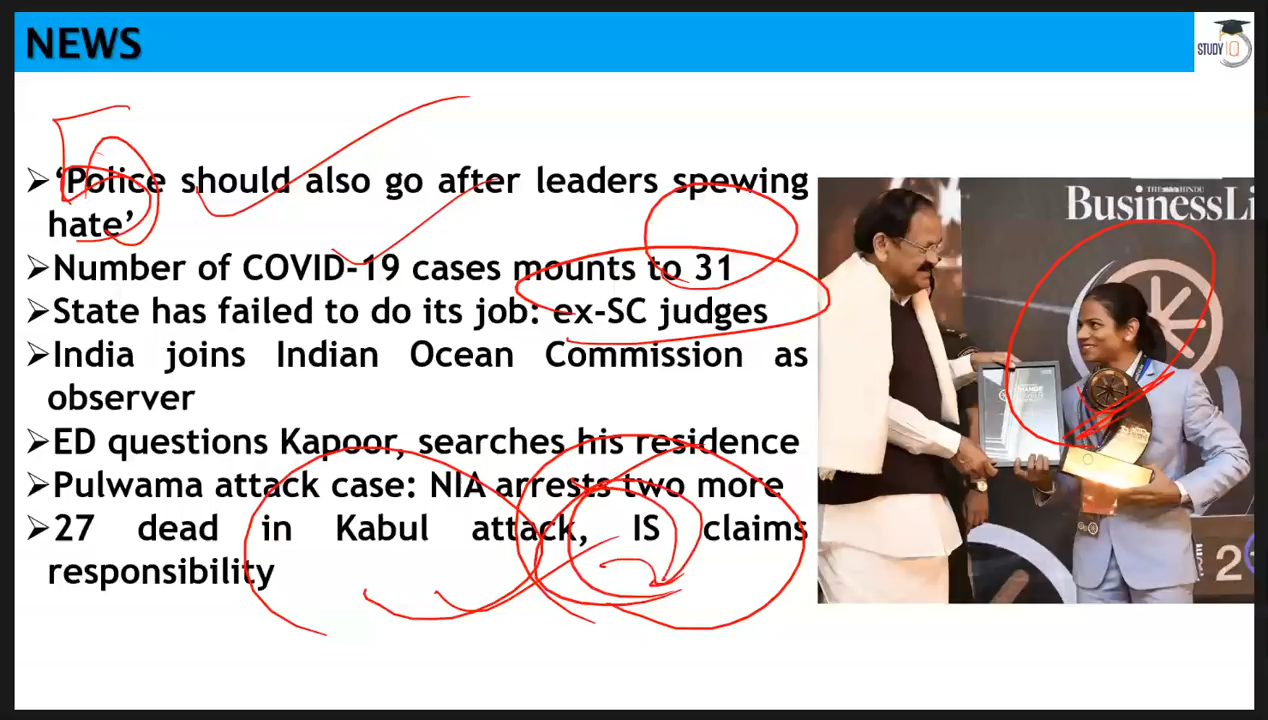 NEWS
STUDY IQ
➢‘Police should also go after leaders spewing
hate’
➢Number of COVID-19 cases mounts to 31
➢State has failed to do its job: ex-SC judges
➢India joins Indian Ocean Commission as
observer
➢ED questions Kapoor, searches his residence
➢Pulwama attack case: NIA arrests two more
➢27 dead in Kabul attack, IS claims
responsibility
THE HINDU
BusinessLi
2